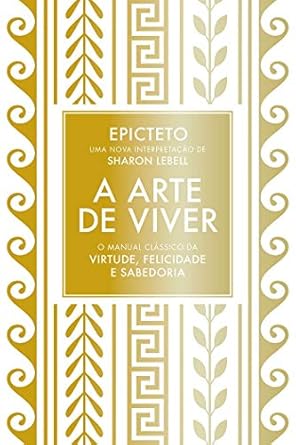 EPICTETO
UMA NOVA INTERPRETAÇÃO DE
SHARON LEBELL
A ARTE
DE VIVER
O MANUAL CLÁSSICO DA
VIRTUDE, FELICIDADE
E SABEDORIA